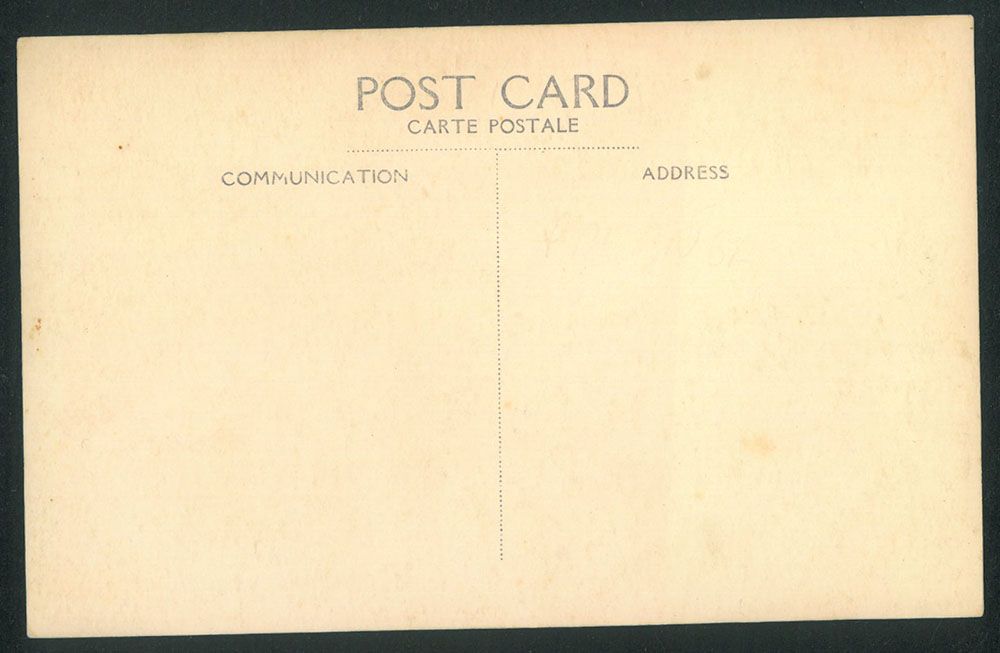 POST CARD
CARTE POSTALE
COMMUNICATION
ADDRESS